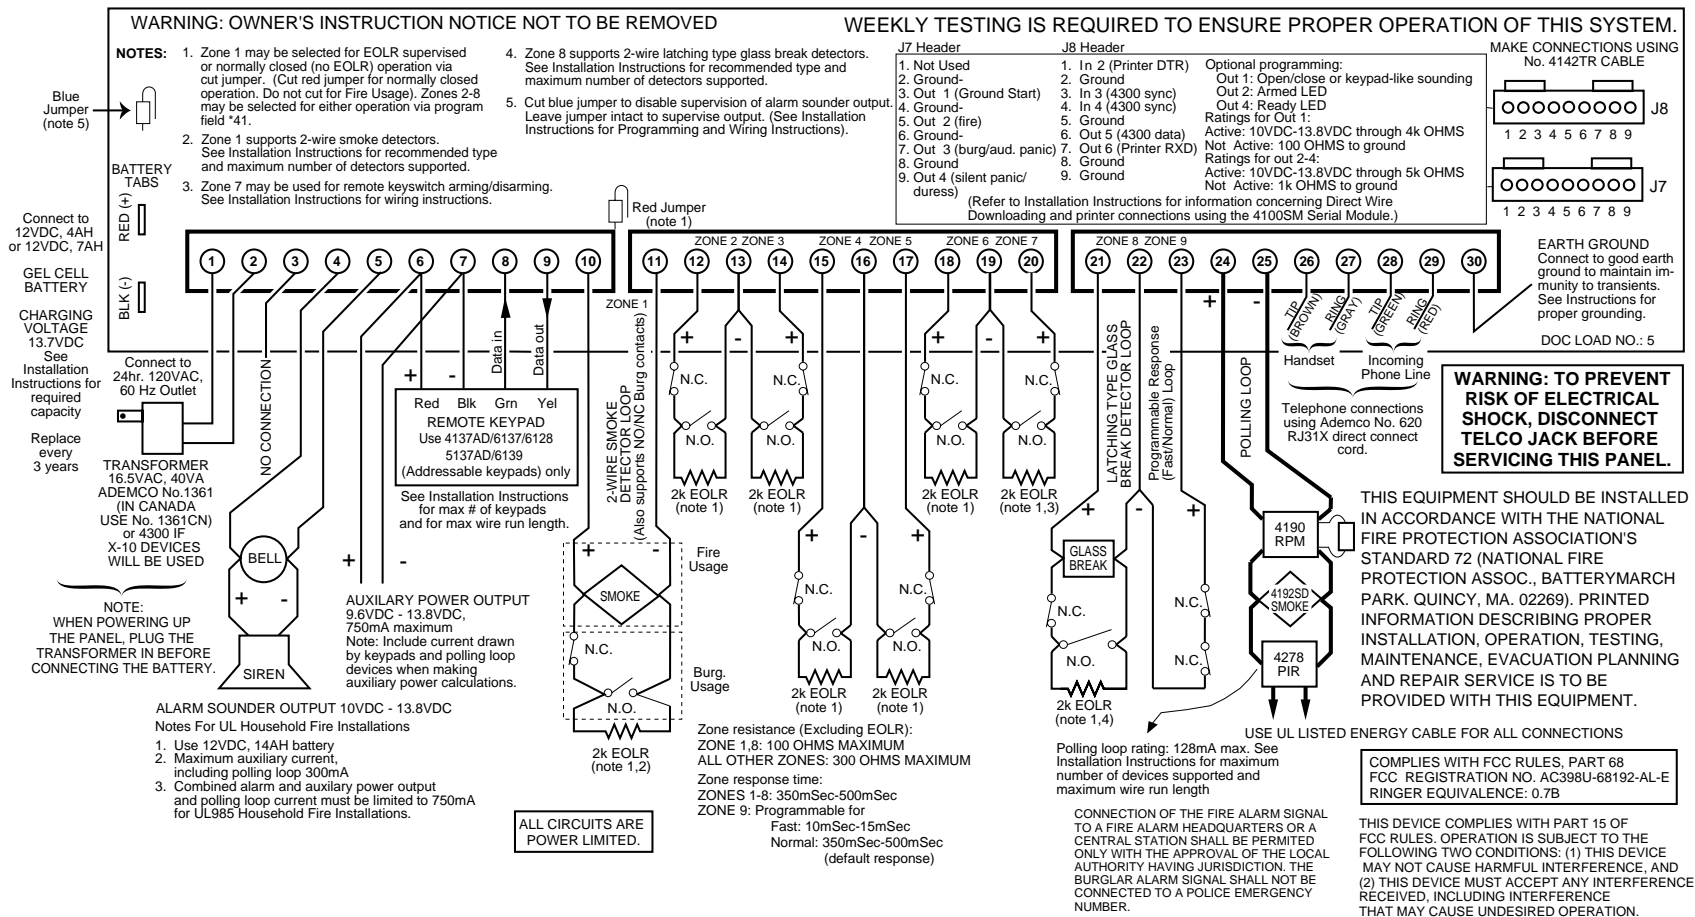 WARNING: OWNER'S INSTRUCTION NOTICE NOT TO BE REMOVED
WEEKLY TESTING IS REQUIRED TO ENSURE PROPER OPERATION OF THIS SYSTEM.
NOTES:
1. Zone 1 may be selected for EOLR supervised
or normally closed (no EOLR) operation via
cut jumper. (Cut red jumper for normally closed
operation. Do not cut for Fire Usage). Zones 2-8
may be selected for either operation via program
field *41.
2. Zone 1 supports 2-wire smoke detectors.
See Installation Instructions for recommended type
and maximum number of detectors supported.
3. Zone 7 may be used for remote keyswitch arming/disarming.
See Installation Instructions for wiring instructions.
4. Zone 8 supports 2-wire latching type glass break detectors.
See Installation Instructions for recommended type and
maximum number of detectors supported.
5. Cut blue jumper to disable supervision of alarm sounder output.
Leave jumper intact to supervise output. (See Installation
Instructions for Programming and Wiring Instructions).
J7 Header
1. Not Used
2. Ground-
3. Out 1 (Ground Start)
4. Ground-
5. Out 2 (fire)
6. Ground-
7. Out 3 (burg/aud. panic)
8. Ground
9. Out 4 (silent panic/
duress)
J8 Header
1. In 2 (Printer DTR)
2. Ground
3. In 3 (4300 sync)
4. In 4 (4300 sync)
5. Ground
6. Out 5 (4300 data)
7. Out 6 (Printer RXD)
8. Ground
9. Ground
Optional programming:
Out 1: Open/close or keypad-like sounding
Out 2: Armed LED
Out 4: Ready LED
Ratings for Out 1:
Active: 10VDC-13.8VDC through 4k OHMS
Not Active: 100 OHMS to ground
Ratings for out 2-4:
Active: 10VDC-13.8VDC through 5k OHMS
Not Active: 1k OHMS to ground
(Refer to Installation Instructions for information concerning Direct Wire
Downloading and printer connections using the 4100SM Serial Module.)
MAKE CONNECTIONS USING
No. 4142TR CABLE
J8
1 2 3 4 5 6 7 8 9
J7
1 2 3 4 5 6 7 8 9
Blue
Jumper
(note 5)
BATTERY
TABS
RED (+)
BLK (-)
Connect to
12VDC, 4AH
or 12VDC, 7AH
GEL CELL
BATTERY
CHARGING
VOLTAGE
13.7VDC
See
Installation
Instructions for
required
capacity
Replace
every
3 years
Red Jumper
(note 1)
ZONE 2 ZONE 3
ZONE 4 ZONE 5
ZONE 6 ZONE 7
ZONE 8 ZONE 9
1 2 3 4 5 6 7 8 9 10
11 12 13 14 15 16 17 18 19 20
21 22 23 24 25 26 27 28 29 30
EARTH GROUND
Connect to good earth
ground to maintain im-
munity to transients.
See Instructions for
proper grounding.
DOC LOAD NO.: 5
ZONE 1
Connect to
24hr. 120VAC,
60 Hz Outlet
TRANSFORMER
16.5VAC, 40VA
ADEMCO No.1361
(IN CANADA
USE No. 1361CN)
or 4300 IF
X-10 DEVICES
WILL BE USED
NOTE:
WHEN POWERING UP
THE PANEL, PLUG THE
TRANSFORMER IN BEFORE
CONNECTING THE BATTERY.
NO CONNECTION
BELL
+ -
SIREN
ALARM SOUNDER OUTPUT 10VDC - 13.8VDC
Notes For UL Household Fire Installations
1. Use 12VDC, 14AH battery
2. Maximum auxiliary current,
including polling loop 300mA
3. Combined alarm and auxilary power output
and polling loop current must be limited to 750mA
for UL985 Household Fire Installations.
+ -
AUXILARY POWER OUTPUT
9.6VDC - 13.8VDC,
750mA maximum
Note: Include current drawn
by keypads and polling loop
devices when making
auxiliary power calculations.
+ -
Data in
Data out
Red Blk Grn Yel
REMOTE KEYPAD
Use 4137AD/6137/6128
5137AD/6139
(Addressable keypads) only
See Installation Instructions
for max # of keypads
and for max wire run length.
2-WIRE SMOKE
DETECTOR LOOP
(Also supports NO/NC Burg contacts)
+ -
Fire
Usage
SMOKE
N.C.
Burg.
Usage
N.O.
2k EOLR
(note 1,2)
ALL CIRCUITS ARE
POWER LIMITED.
+ - +
N.C. N.C.
N.O. N.O.
2k EOLR
(note 1)
2k EOLR
(note 1)
+ - +
N.C. N.C.
N.O. N.O.
2k EOLR
(note 1)
2k EOLR
(note 1)
+ - +
N.C. N.C.
N.O. N.O.
2k EOLR
(note 1)
2k EOLR
(note 1,3)
Zone resistance (Excluding EOLR):
ZONE 1,8: 100 OHMS MAXIMUM
ALL OTHER ZONES: 300 OHMS MAXIMUM
Zone response time:
ZONES 1-8: 350mSec-500mSec
ZONE 9: Programmable for
Fast: 10mSec-15mSec
Normal: 350mSec-500mSec
(default response)
LATCHING TYPE GLASS
BREAK DETECTOR LOOP
Programmable Response
(Fast/Normal) Loop
+ - +
GLASS
BREAK
N.C.
N.O.
N.C.
N.C.
2k EOLR
(note 1,4)
+ -
POLLING LOOP
4190
RPM
4192SD
SMOKE
4278
PIR
Polling loop rating: 128mA max. See
Installation Instructions for maximum
number of devices supported and
maximum wire run length
USE UL LISTED ENERGY CABLE FOR ALL CONNECTIONS
TIP
(BROWN)
RING
(GRAY)
TIP
(GREEN)
RING
(RED)
Handset
Incoming
Phone Line
Telephone connections
using Ademco No. 620
RJ31X direct connect
cord.
WARNING: TO PREVENT
RISK OF ELECTRICAL
SHOCK, DISCONNECT
TELCO JACK BEFORE
SERVICING THIS PANEL.
THIS EQUIPMENT SHOULD BE INSTALLED
IN ACCORDANCE WITH THE NATIONAL
FIRE PROTECTION ASSOCIATION'S
STANDARD 72 (NATIONAL FIRE
PROTECTION ASSOC., BATTERYMARCH
PARK. QUINCY, MA. 02269). PRINTED
INFORMATION DESCRIBING PROPER
INSTALLATION, OPERATION, TESTING,
MAINTENANCE, EVACUATION PLANNING
AND REPAIR SERVICE IS TO BE
PROVIDED WITH THIS EQUIPMENT.
COMPLIES WITH FCC RULES, PART 68
FCC REGISTRATION NO. AC398U-68192-AL-E
RINGER EQUIVALENCE: 0.7B
CONNECTION OF THE FIRE ALARM SIGNAL
TO A FIRE ALARM HEADQUARTERS OR A
CENTRAL STATION SHALL BE PERMITED
ONLY WITH THE APPROVAL OF THE LOCAL
AUTHORITY HAVING JURISDICTION. THE
BURGLAR ALARM SIGNAL SHALL NOT BE
CONNECTED TO A POLICE EMERGENCY
NUMBER.
THIS DEVICE COMPLIES WITH PART 15 OF
FCC RULES. OPERATION IS SUBJECT TO THE
FOLLOWING TWO CONDITIONS: (1) THIS DEVICE
MAY NOT CAUSE HARMFUL INTERFERENCE, AND
(2) THIS DEVICE MUST ACCEPT ANY INTERFERENCE
RECEIVED, INCLUDING INTERFERENCE
THAT MAY CAUSE UNDESIRED OPERATION.